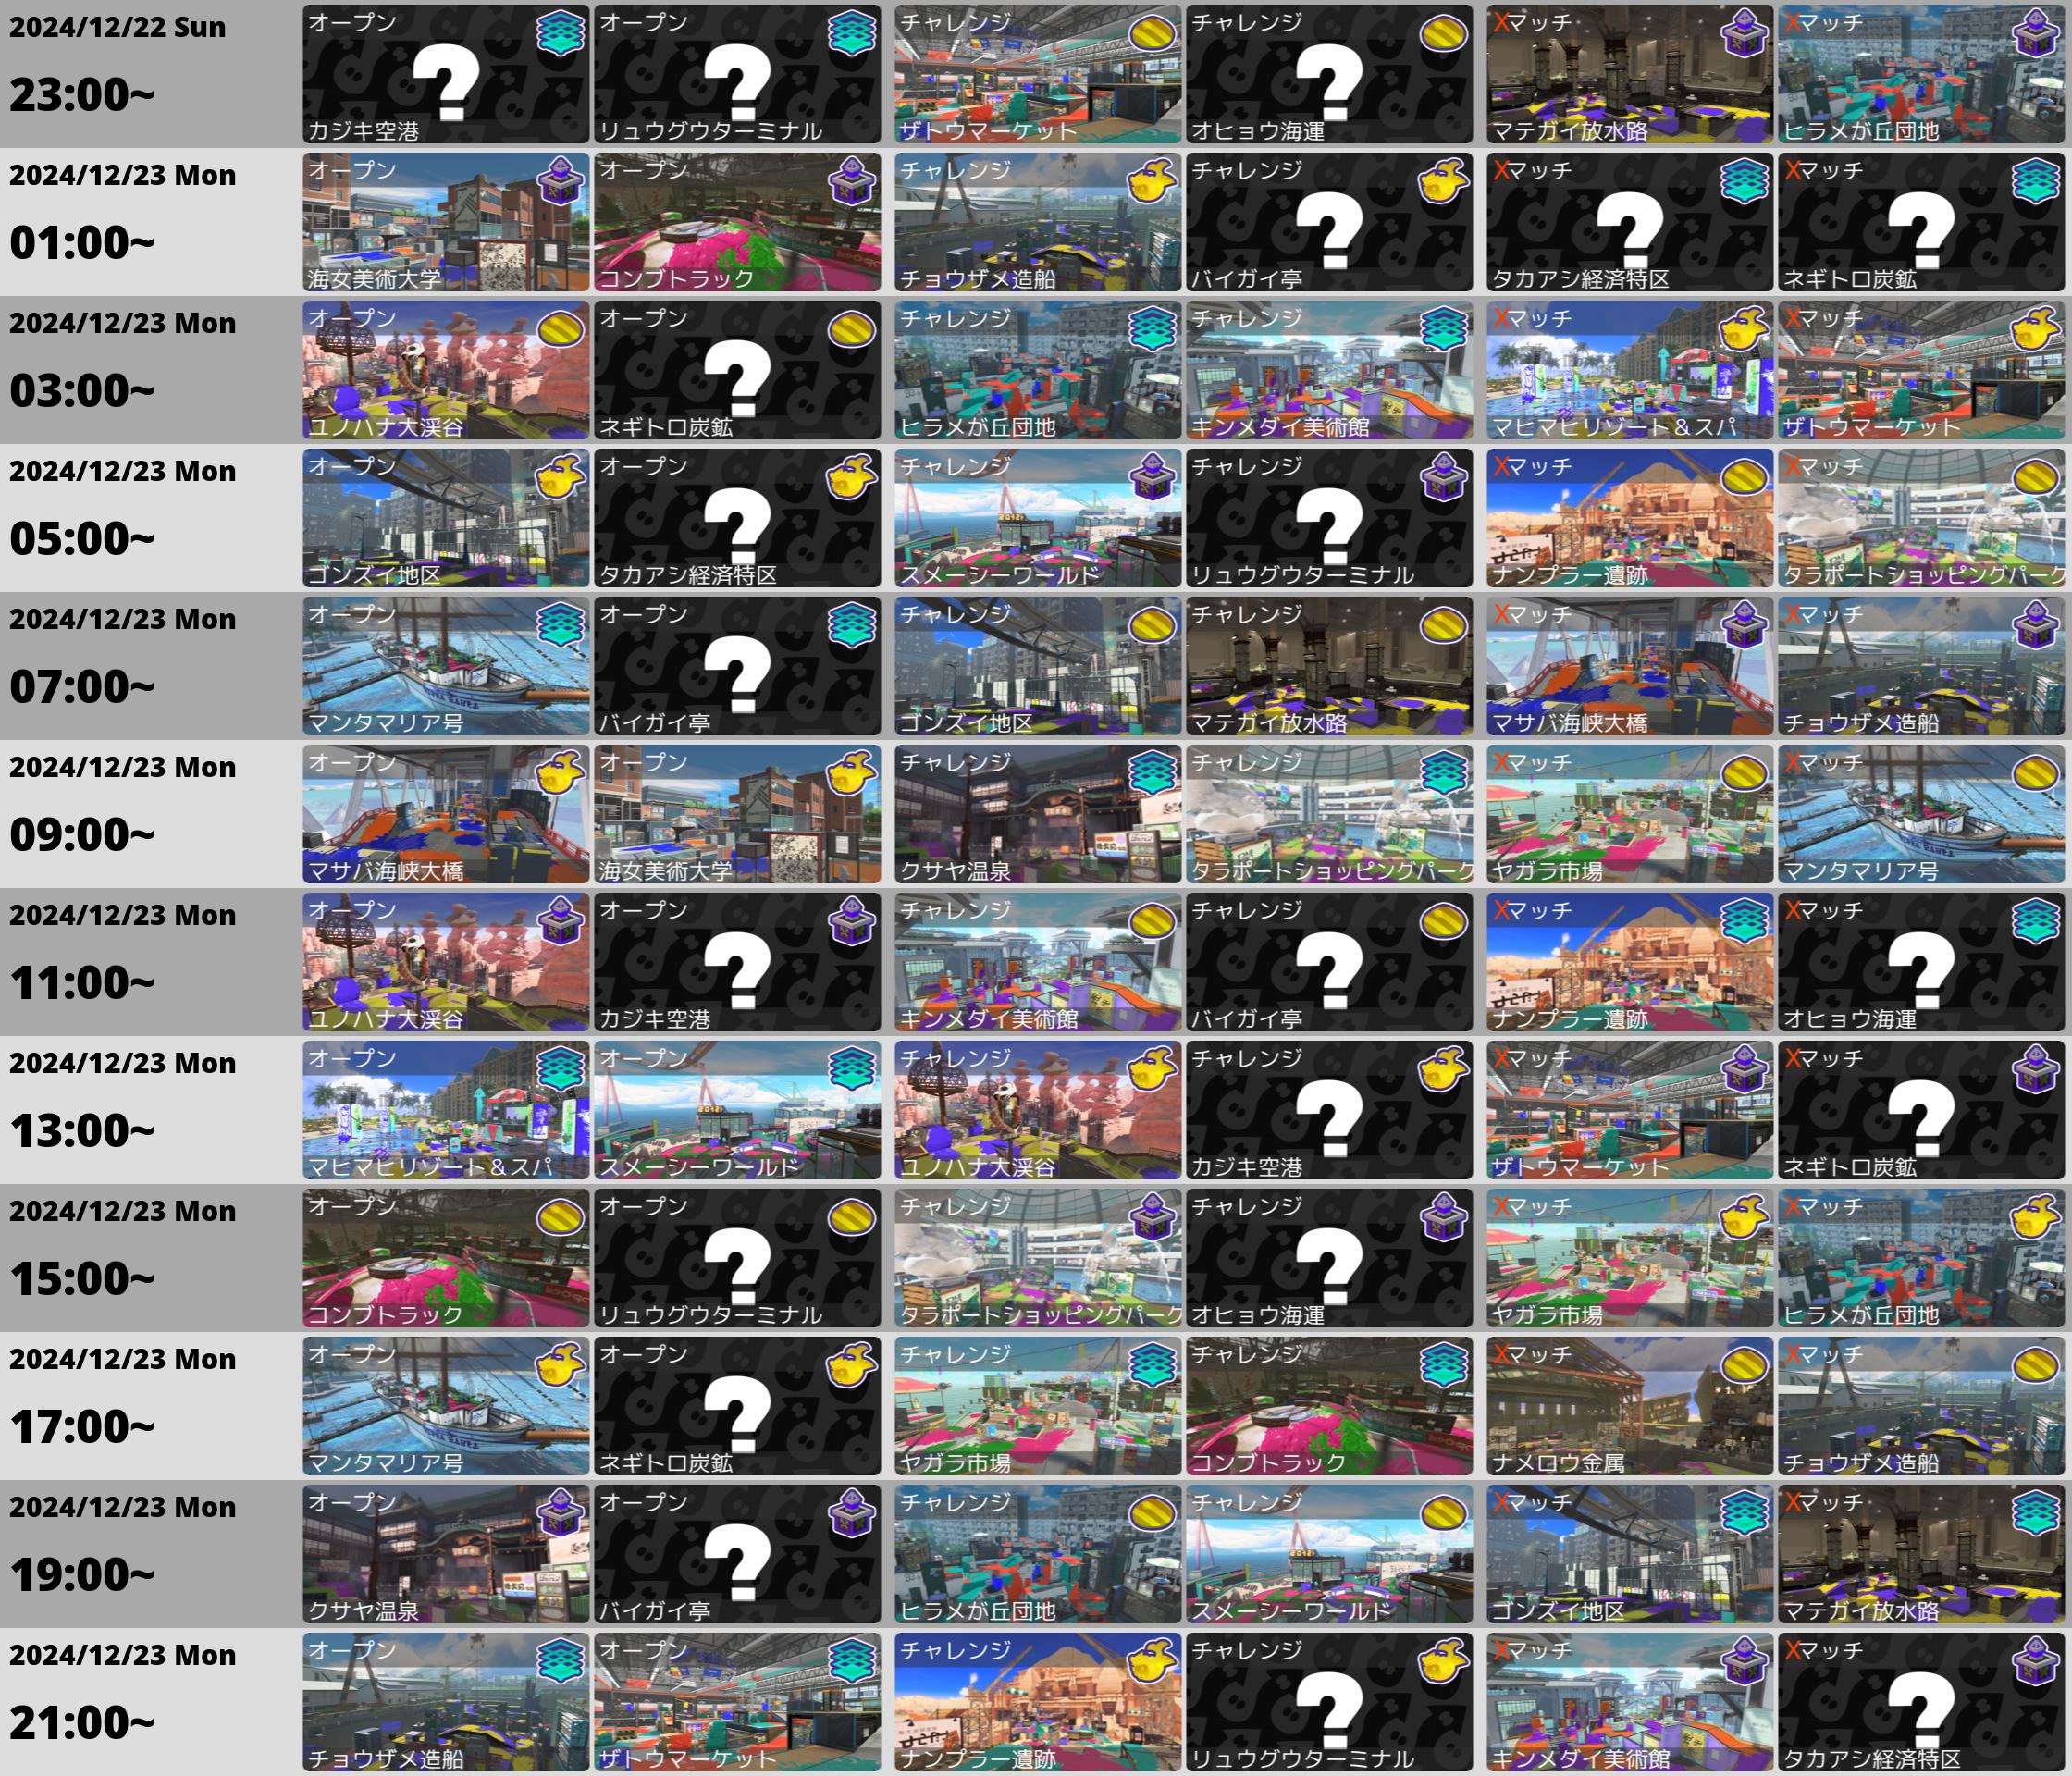 2024/12/22 Sun
23:00~
オープン
カジキ空港
オープン
リュウグウターミナル
チャレンジ
ザトウマーケット
チャレンジ
オヒョウ海運
Xマッチ
マテガイ放水路
Xマッチ
ヒラメが丘団地
2024/12/23 Mon
01:00~
オープン
海女美術大学
オープン
コンブトラック
チャレンジ
チョウザメ造船
チャレンジ
バイガイ亭
Xマッチ
タカアシ経済特区
Xマッチ
ネギトロ炭鉱
2024/12/23 Mon
03:00~
オープン
ユノハナ大渓谷
オープン
ネギトロ炭鉱
チャレンジ
ヒラメが丘団地
チャレンジ
キンメダイ美術館
Xマッチ
マヒマヒリゾート＆スパ
Xマッチ
ザトウマーケット
2024/12/23 Mon
05:00~
オープン
ゴンズイ地区
オープン
タカアシ経済特区
チャレンジ
スメーシーワールド
チャレンジ
リュウグウターミナル
Xマッチ
ナンプラー遺跡
Xマッチ
タラポートショッピングパーク
2024/12/23 Mon
07:00~
オープン
マンタマリア号
オープン
バイガイ亭
チャレンジ
ゴンズイ地区
チャレンジ
マテガイ放水路
Xマッチ
マサバ海峡大橋
Xマッチ
チョウザメ造船
2024/12/23 Mon
09:00~
オープン
マサバ海峡大橋
オープン
海女美術大学
チャレンジ
クサヤ温泉
チャレンジ
タラポートショッピングパーク
Xマッチ
ヤガラ市場
Xマッチ
マンタマリア号
2024/12/23 Mon
11:00~
オープン
ユノハナ大渓谷
オープン
カジキ空港
チャレンジ
キンメダイ美術館
チャレンジ
バイガイ亭
Xマッチ
ナンプラー遺跡
Xマッチ
オヒョウ海運
2024/12/23 Mon
13:00~
オープン
マヒマヒリゾート＆スパ
オープン
スメーシーワールド
チャレンジ
ユノハナ大渓谷
チャレンジ
カジキ空港
Xマッチ
ザトウマーケット
Xマッチ
ネギトロ炭鉱
2024/12/23 Mon
15:00~
オープン
コンブトラック
オープン
リュウグウターミナル
チャレンジ
タラポートショッピングパーク
チャレンジ
オヒョウ海運
Xマッチ
ヤガラ市場
Xマッチ
ヒラメが丘団地
2024/12/23 Mon
17:00~
オープン
マンタマリア号
オープン
ネギトロ炭鉱
チャレンジ
ヤガラ市場
チャレンジ
コンブトラック
Xマッチ
ナメロウ金属
Xマッチ
チョウザメ造船
2024/12/23 Mon
19:00~
オープン
クサヤ温泉
オープン
バイガイ亭
チャレンジ
ヒラメが丘団地
チャレンジ
スメーシーワールド
Xマッチ
ゴンズイ地区
Xマッチ
マテガイ放水路
2024/12/23 Mon
21:00~
オープン
チョウザメ造船
オープン
ザトウマーケット
チャレンジ
ナンプラー遺跡
チャレンジ
リュウグウターミナル
Xマッチ
キンメダイ美術館
Xマッチ
タカアシ経済特区